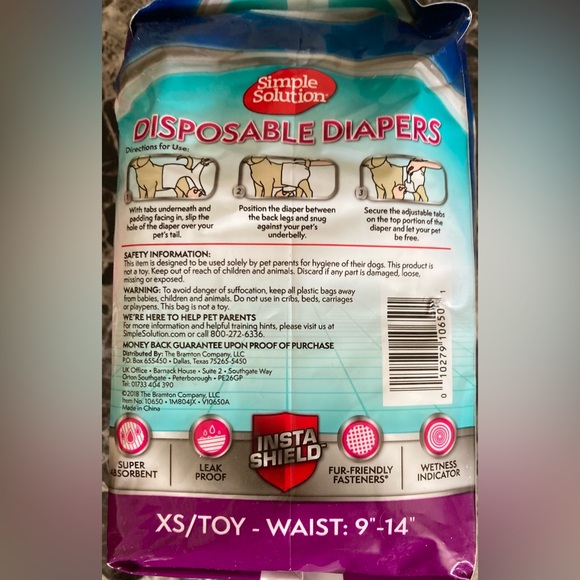 Simple
Solution®
DISPOSABLE DIAPERS
Directions for Use:
1
2
3
With tabs underneath and
padding facing in, slip the
hole of the diaper over your
pet's tail.
Position the diaper between
the back legs and snug
against your pet's
underbelly.
Secure the adjustable tabs
on the top portion of the
diaper and let your pet
be free.
SAFETY INFORMATION:
This item is designed to be used solely by pet parents for hygiene of their dogs. This product is
not a toy. Keep out of reach of children and animals. Discard if any part is damaged, loose,
missing or exposed.
WARNING: To avoid danger of suffocation, keep all plastic bags away
from babies, children and animals. Do not use in cribs, beds, carriages
or playpens. This bag is not a toy.
WE'RE HERE TO HELP PET PARENTS
For more information and helpful training hints, please visit us at
SimpleSolution.com or call 800-272-6336.
MONEY BACK GUARANTEE UPON PROOF OF PURCHASE
Distributed By: The Bramton Company, LLC
P.O. Box 655450 • Dallas, Texas 75265-5450
UK Office • Barnack House • Suite 2 • Southgate Way
Orton Southgate • Peterborough • PE26GP
Tel: 01733 404 390
©2018 The Bramton Company, LLC
Item No. 10650 • 1M804JX • V10650A
Made in China
0 10279 10650 1
SUPER
ABSORBENT
LEAK
PROOF
INSTA
SHIELD™
FUR-FRIENDLY
FASTENERS®
WETNESS
INDICATOR
XS/TOY - WAIST: 9"-14"